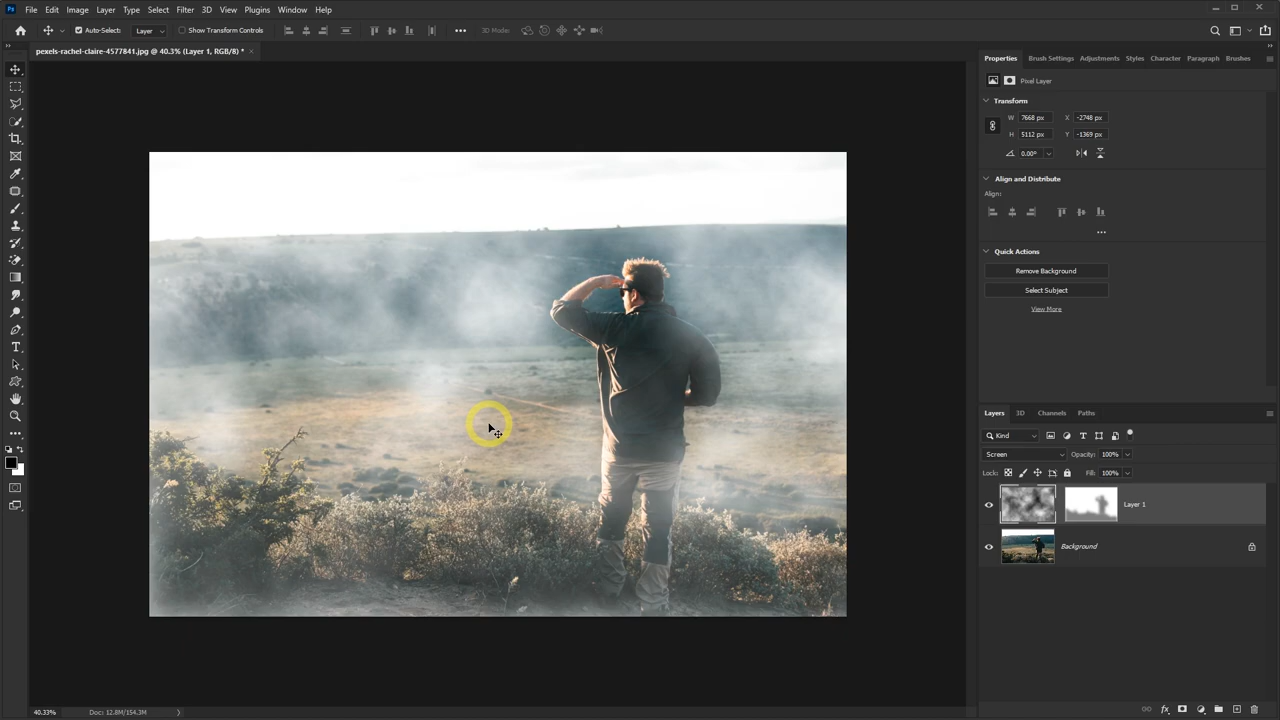 Ps File Edit Image Layer Type Select Filter 3D View Plugins Window Help
Auto-Select: Layer Show Transform Controls 3D Mode:
pexels-rachel-claire-4577841.jpg @ 40.3% (Layer 1, RGB/8) *
Properties Brush Settings Adjustments Styles Character Paragraph Brushes
Pixel Layer
Transform
W 7668 px X -2748 px
H 5112 px Y -1369 px
0.00°
Align and Distribute
Align:
Quick Actions
Remove Background
Select Subject
View More
Layers 3D Channels Paths
Kind
Screen Opacity: 100%
Lock: Fill: 100%
Layer 1
Background
40.33% Doc: 12.8M/154.3M